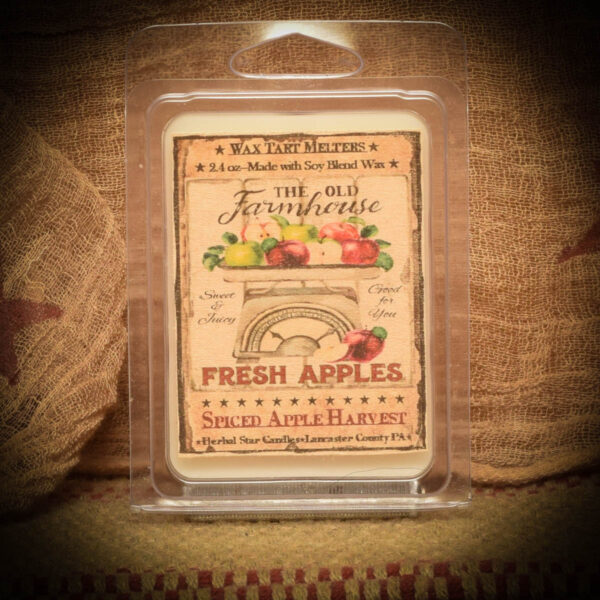 ★ WAX TART MELTERS ★
★ 2.4 oz–Made with Soy Blend Wax ★
THE OLD
Farmhouse
Sweet & Juicy
Good for You
FRESH APPLES
★ ★ ★ ★ ★ ★ ★ ★ ★ ★ ★
SPICED APPLE HARVEST
★Herbal Star Candles★Lancaster County PA★